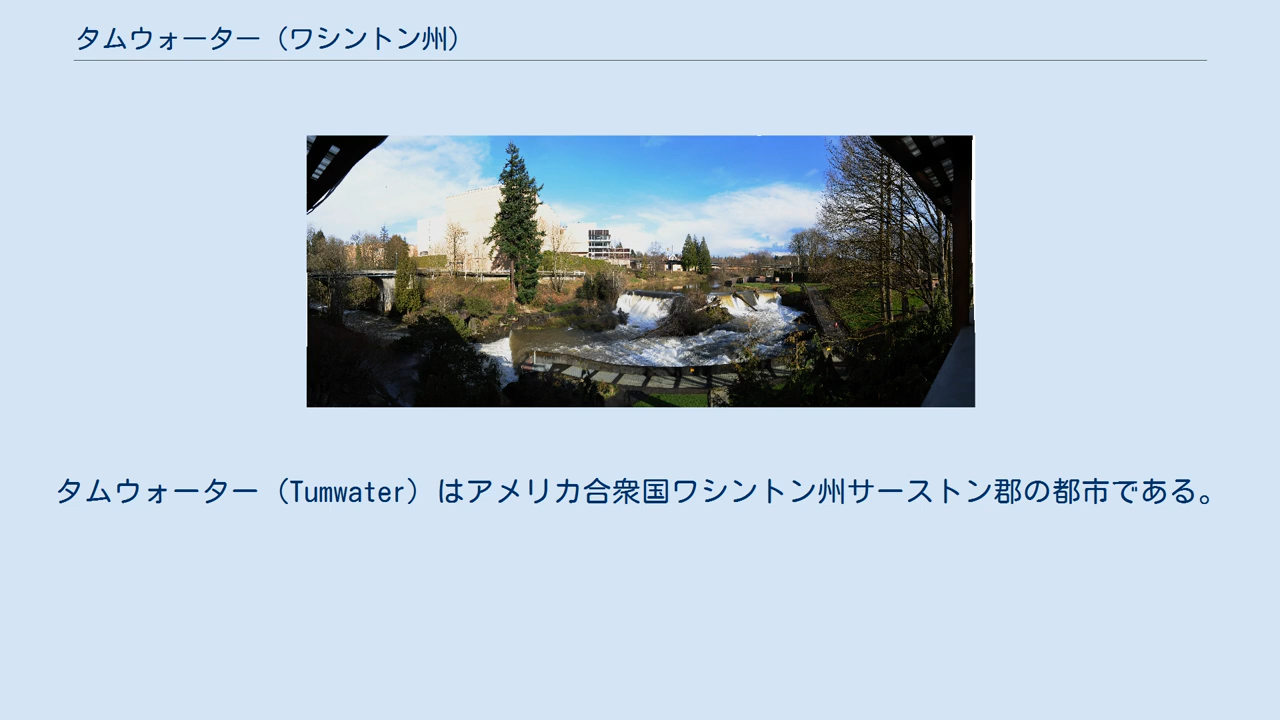 タムウォーター（ワシントン州）
タムウォーター（Tumwater）はアメリカ合衆国ワシントン州サーストン郡の都市である。